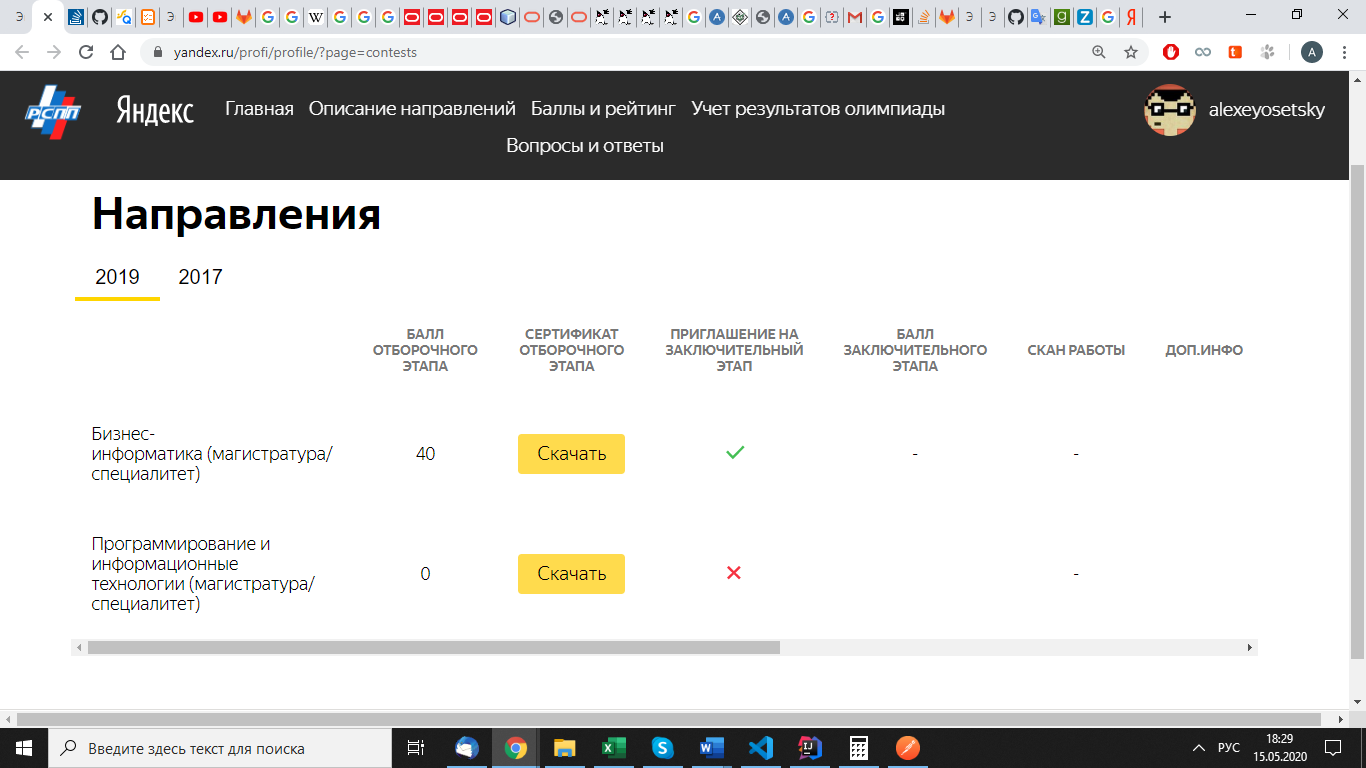 yandex.ru/profi/profile/?page=contests
A
РСПП
Яндекс
Главная Описание направлений Баллы и рейтинг Учет результатов олимпиады
Вопросы и ответы
alexeyosetsky
Направления
2019 2017
БАЛЛ
ОТБОРОЧНОГО
ЭТАПА
СЕРТИФИКАТ
ОТБОРОЧНОГО
ЭТАПА
ПРИГЛАШЕНИЕ НА
ЗАКЛЮЧИТЕЛЬНЫЙ
ЭТАП
БАЛЛ
ЗАКЛЮЧИТЕЛЬНОГО
ЭТАПА
СКАН РАБОТЫ
ДОП.ИНФО
Бизнес-
информатика (магистратура/
специалитет)
40
Скачать
-
-
Программирование и
информационные
технологии (магистратура/
специалитет)
0
Скачать
-
Введите здесь текст для поиска
РУС
18:29
15.05.2020